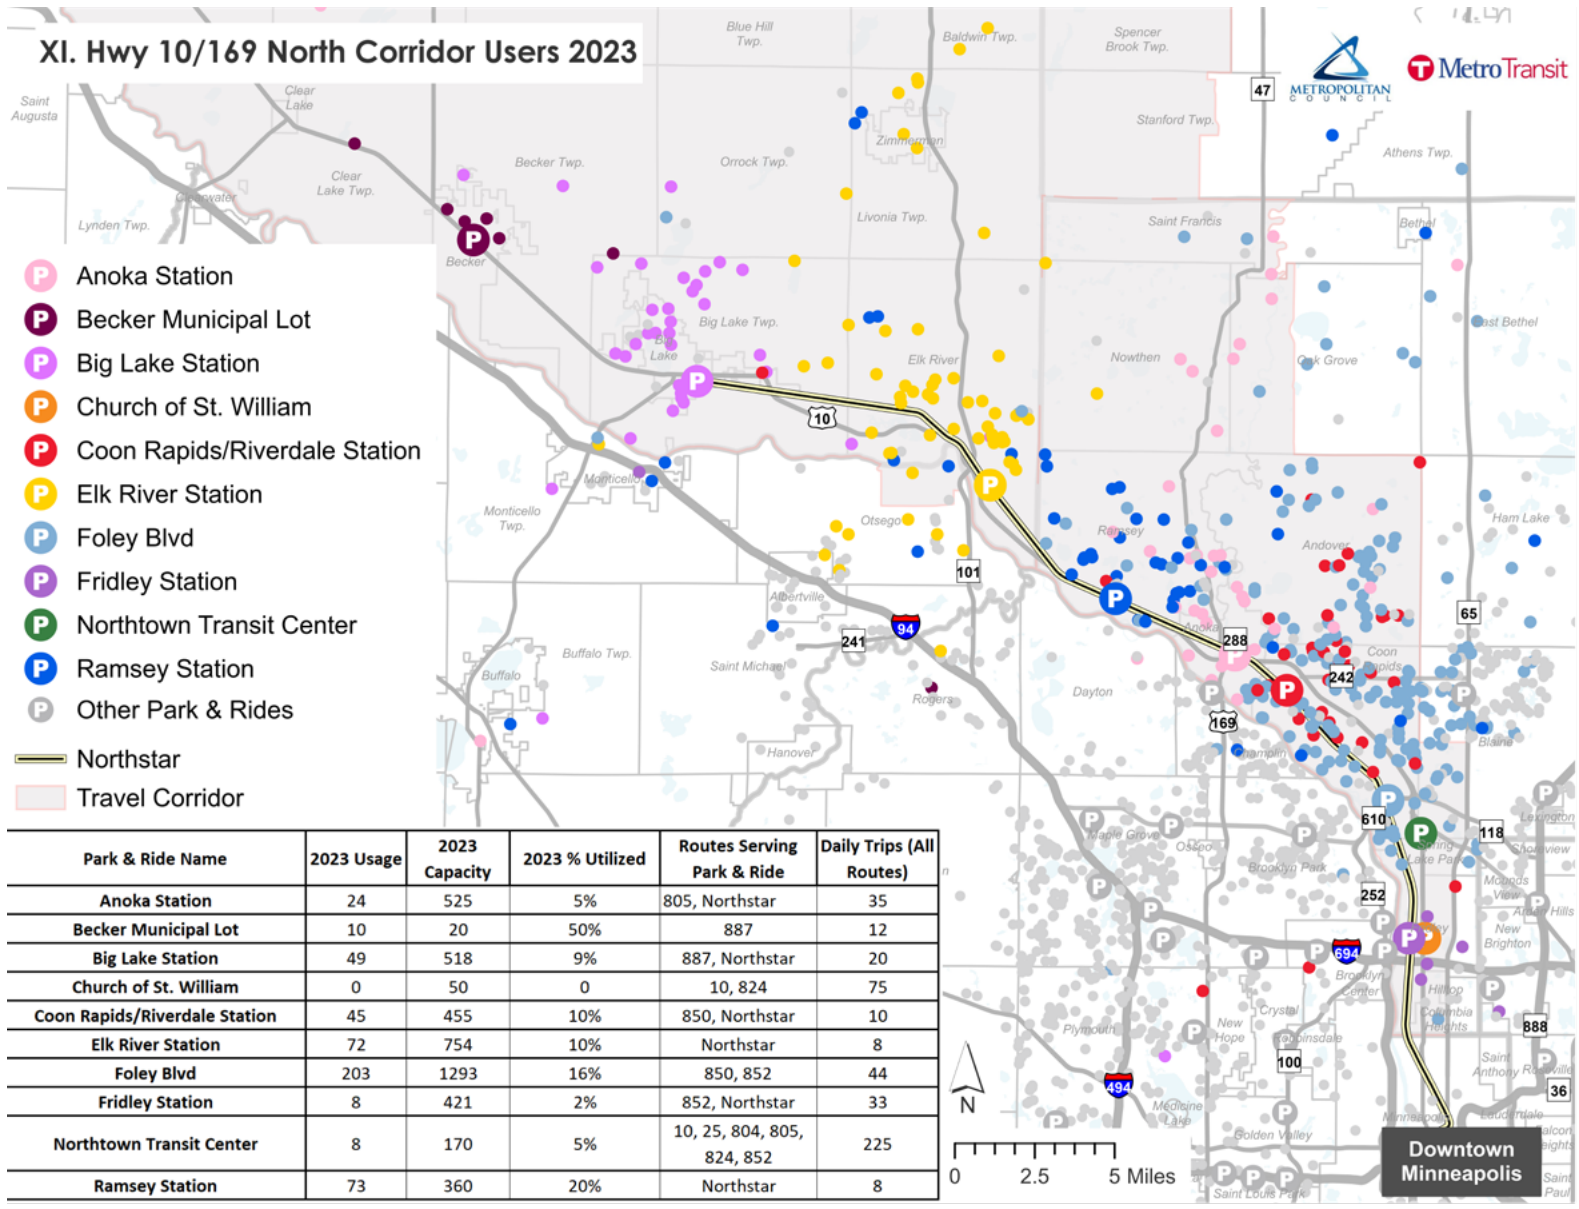 XI. Hwy 10/169 North Corridor Users 2023
METROPOLITAN
COUNCIL
MetroTransit
Blue Hill
Twp.
Baldwin Twp.
Spencer
Brook Twp.
47
Saint
Augusta
Clear
Lake
Stanford Twp.
Zimmerman
Athens Twp.
Becker Twp.
Orrock Twp.
Clear
Lake Twp.
Clearwater
Lynden Twp.
Livonia Twp.
Saint Francis
Bethel
Becker
Big Lake Twp.
East Bethel
Lake
Elk River
Nowthen
Oak Grove
10
Monticello
Monticello
Twp.
Otsego
Ramsey
Andover
Ham Lake
101
Albertville
94
241
65
Anoka
288
Buffalo Twp.
Saint Michael
Coon
Rapids
242
Buffalo
Rogers
Dayton
169
Champlin
Blaine
Hanover
P Anoka Station
P Becker Municipal Lot
P Big Lake Station
P Church of St. William
P Coon Rapids/Riverdale Station
P Elk River Station
P Foley Blvd
P Fridley Station
P Northtown Transit Center
P Ramsey Station
P Other Park & Rides
Northstar
Travel Corridor
610
118
Lexington
Maple Grove
Osseo
Spring
Lake Park
Shoreview
Brooklyn Park
252
Mounds
View
Arden Hills
New
Brighton
694
Brooklyn
Center
Hilltop
Columbia
Heights
Crystal
Plymouth
New
Hope
Robbinsdale
888
100
Saint
Anthony
Roseville
494
36
Medicine
Lake
Minneapolis
Lauderdale
Falcon
Heights
Golden Valley
Downtown
Minneapolis
Saint
Paul
Saint Louis Park
N
0 2.5 5 Miles
Park & Ride Name 2023 Usage 2023 Capacity 2023 % Utilized Routes Serving Park & Ride Daily Trips (All Routes)
Anoka Station 24 525 5% 805, Northstar 35
Becker Municipal Lot 10 20 50% 887 12
Big Lake Station 49 518 9% 887, Northstar 20
Church of St. William 0 50 0 10, 824 75
Coon Rapids/Riverdale Station 45 455 10% 850, Northstar 10
Elk River Station 72 754 10% Northstar 8
Foley Blvd 203 1293 16% 850, 852 44
Fridley Station 8 421 2% 852, Northstar 33
Northtown Transit Center 8 170 5% 10, 25, 804, 805, 824, 852 225
Ramsey Station 73 360 20% Northstar 8